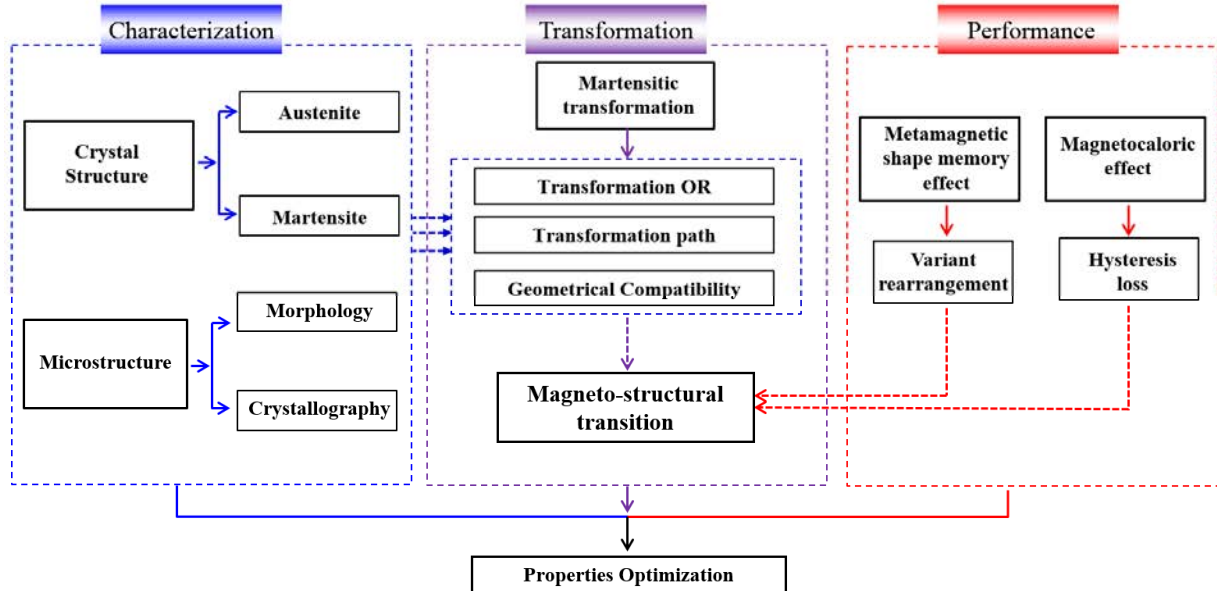 Characterization
Transformation
Performance
Crystal
Structure
Austenite
Martensite
Microstructure
Morphology
Crystallography
Martensitic
transformation
Transformation OR
Transformation path
Geometrical Compatibility
Magneto-structural
transition
Metamagnetic
shape memory
effect
Magnetocaloric
effect
Variant
rearrangement
Hysteresis
loss
Properties Optimization